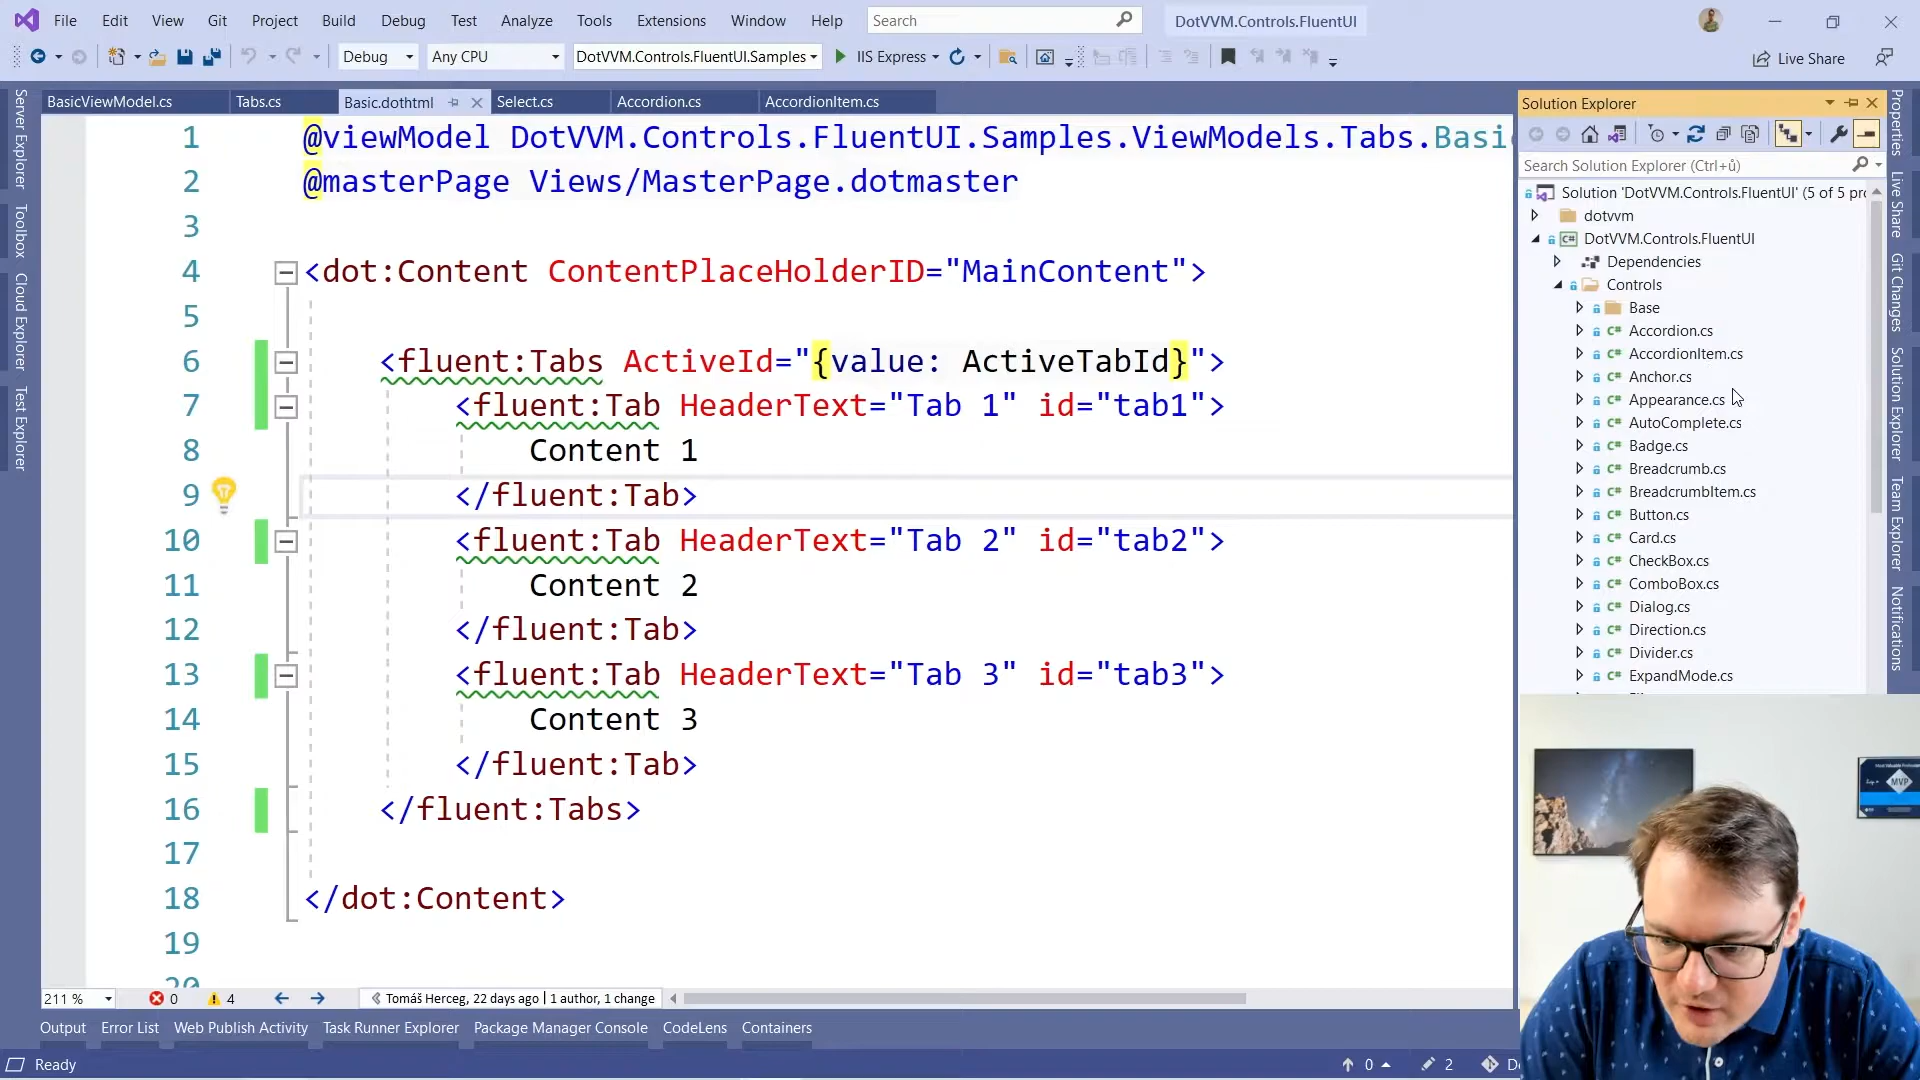 File Edit View Git Project Build Debug Test Analyze Tools Extensions Window Help Search DotVVM.Controls.FluentUI
Debug Any CPU DotVVM.Controls.FluentUI.Samples IIS Express Live Share
BasicViewModel.cs Tabs.cs Basic.dothtml Select.cs Accordion.cs AccordionItem.cs
Server Explorer
Toolbox
Cloud Explorer
Test Explorer
1 @viewModel DotVVM.Controls.FluentUI.Samples.ViewModels.Tabs.Basi
2 @masterPage Views/MasterPage.dotmaster
3
4 <dot:Content ContentPlaceHolderID="MainContent">
5
6 <fluent:Tabs ActiveId="{value: ActiveTabId}">
7 <fluent:Tab HeaderText="Tab 1" id="tab1">
8 Content 1
9 </fluent:Tab>
10 <fluent:Tab HeaderText="Tab 2" id="tab2">
11 Content 2
12 </fluent:Tab>
13 <fluent:Tab HeaderText="Tab 3" id="tab3">
14 Content 3
15 </fluent:Tab>
16 </fluent:Tabs>
17
18 </dot:Content>
19
20
211 % 0 4 Tomáš Herceg, 22 days ago | 1 author, 1 change
Output Error List Web Publish Activity Task Runner Explorer Package Manager Console CodeLens Containers
Ready 0 2
Solution Explorer
Search Solution Explorer (Ctrl+ů)
Solution 'DotVVM.Controls.FluentUI' (5 of 5 pro
dotvvm
C# DotVVM.Controls.FluentUI
Dependencies
Controls
Base
C# Accordion.cs
C# AccordionItem.cs
C# Anchor.cs
C# Appearance.cs
C# AutoComplete.cs
C# Badge.cs
C# Breadcrumb.cs
C# BreadcrumbItem.cs
C# Button.cs
C# Card.cs
C# CheckBox.cs
C# ComboBox.cs
C# Dialog.cs
C# Direction.cs
C# Divider.cs
C# ExpandMode.cs
Properties
Live Share
Git Changes
Solution Explorer
Team Explorer
Notifications
MVP